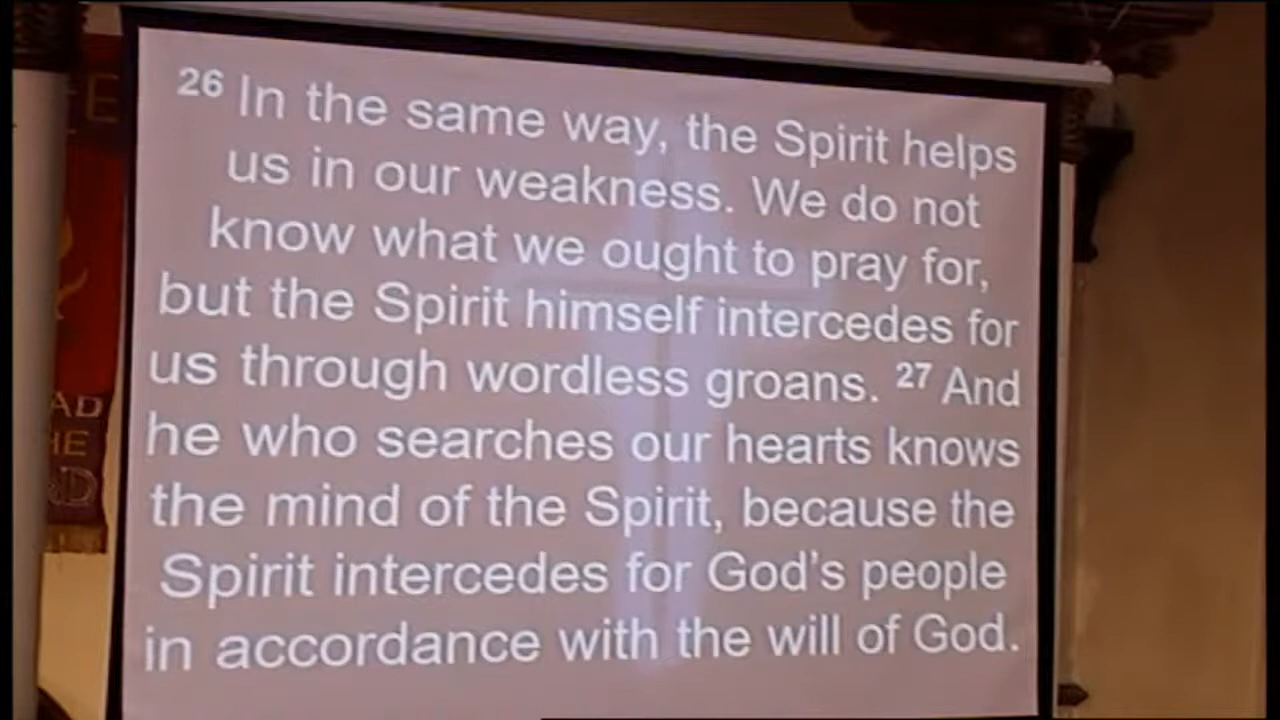 26 In the same way, the Spirit helps
us in our weakness. We do not
know what we ought to pray for,
but the Spirit himself intercedes for
us through wordless groans. 27 And
he who searches our hearts knows
the mind of the Spirit, because the
Spirit intercedes for God's people
in accordance with the will of God.